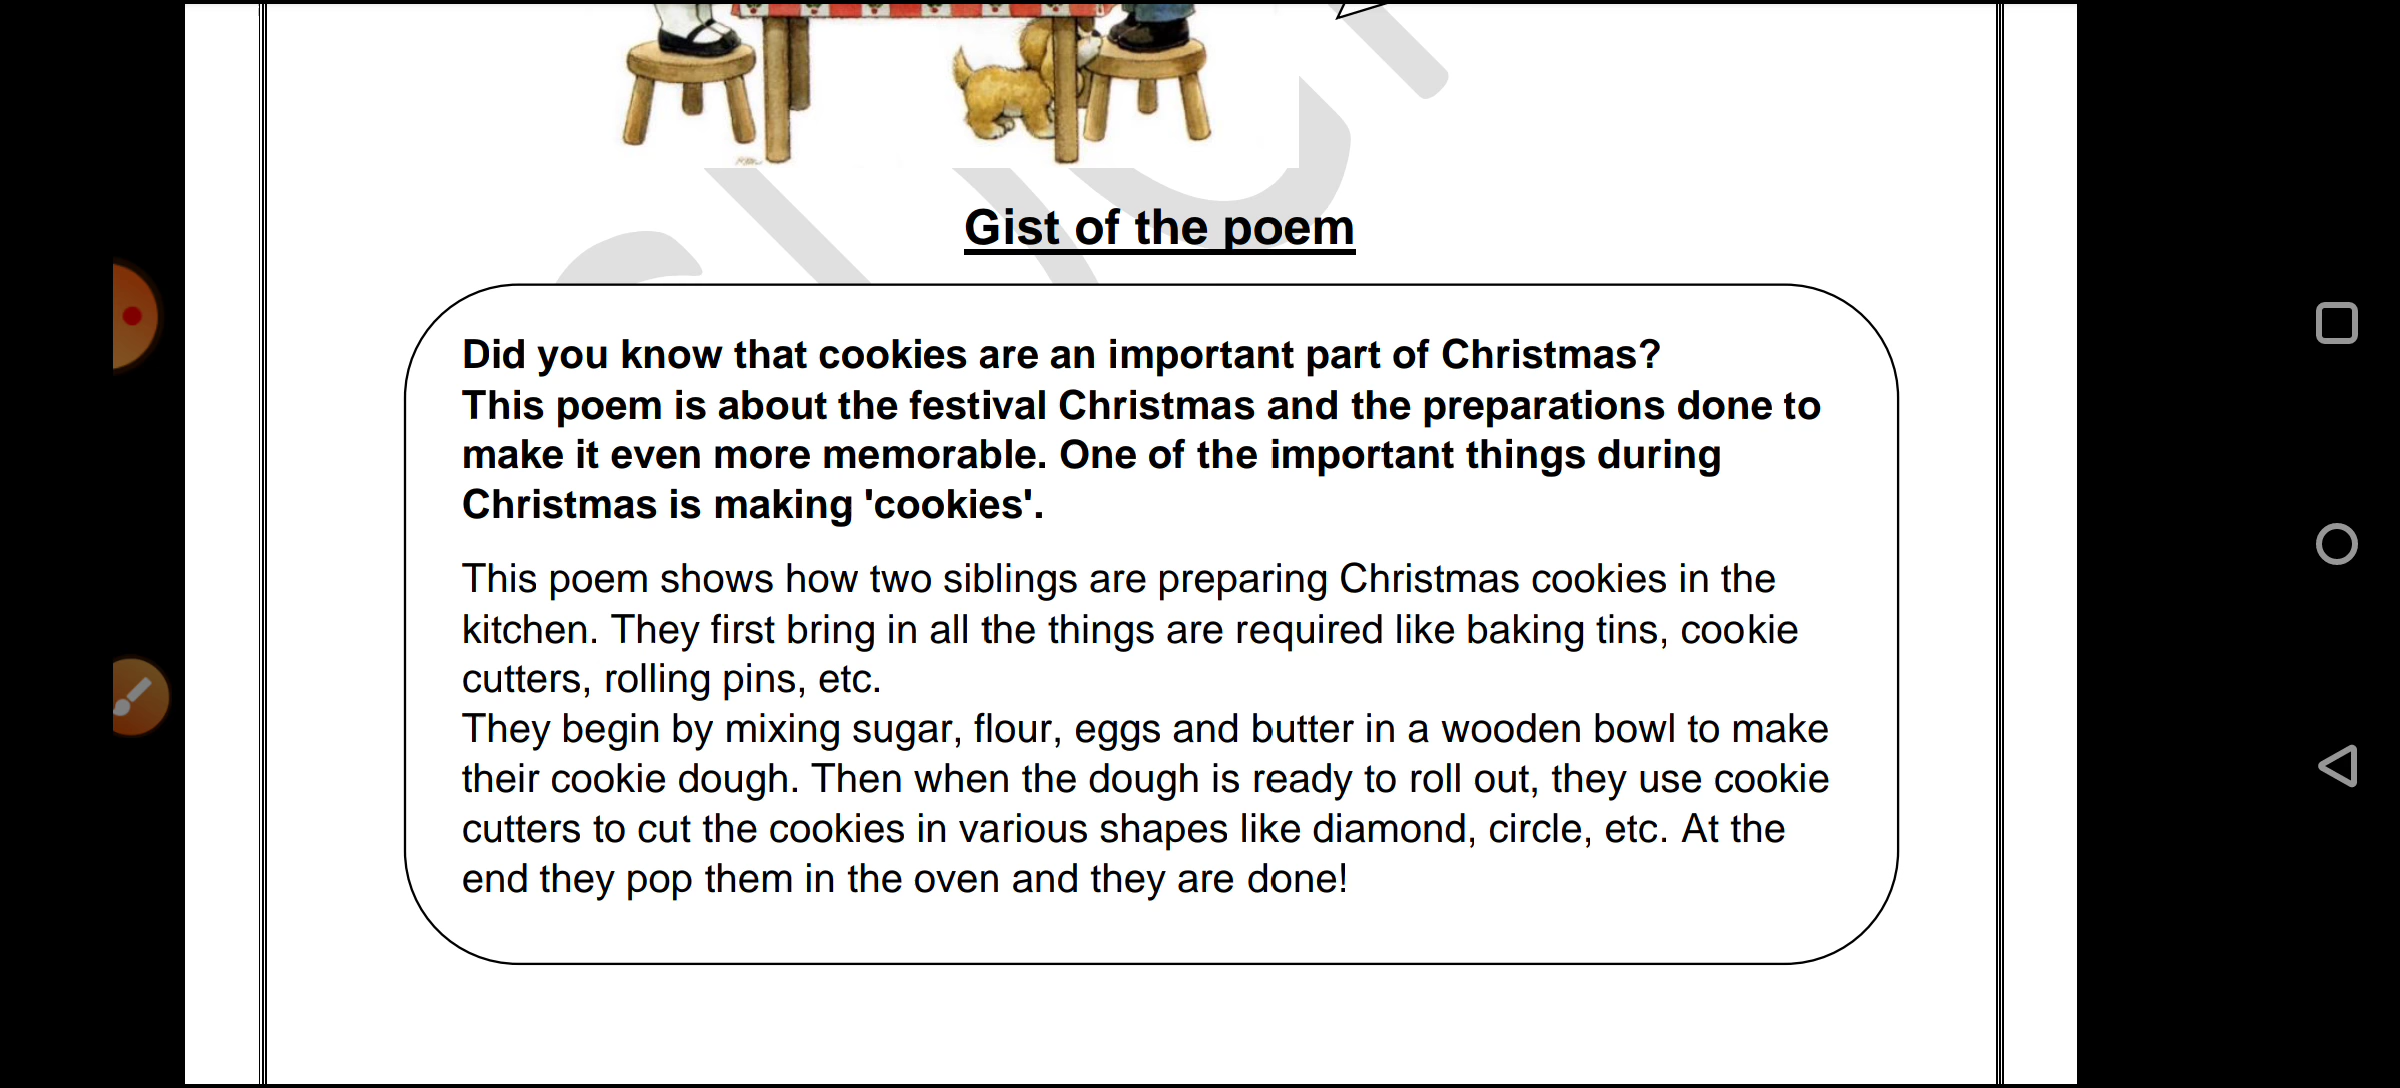 Gist of the poem
Did you know that cookies are an important part of Christmas?
This poem is about the festival Christmas and the preparations done to
make it even more memorable. One of the important things during
Christmas is making 'cookies'.
This poem shows how two siblings are preparing Christmas cookies in the
kitchen. They first bring in all the things are required like baking tins, cookie
cutters, rolling pins, etc.
They begin by mixing sugar, flour, eggs and butter in a wooden bowl to make
their cookie dough. Then when the dough is ready to roll out, they use cookie
cutters to cut the cookies in various shapes like diamond, circle, etc. At the
end they pop them in the oven and they are done!